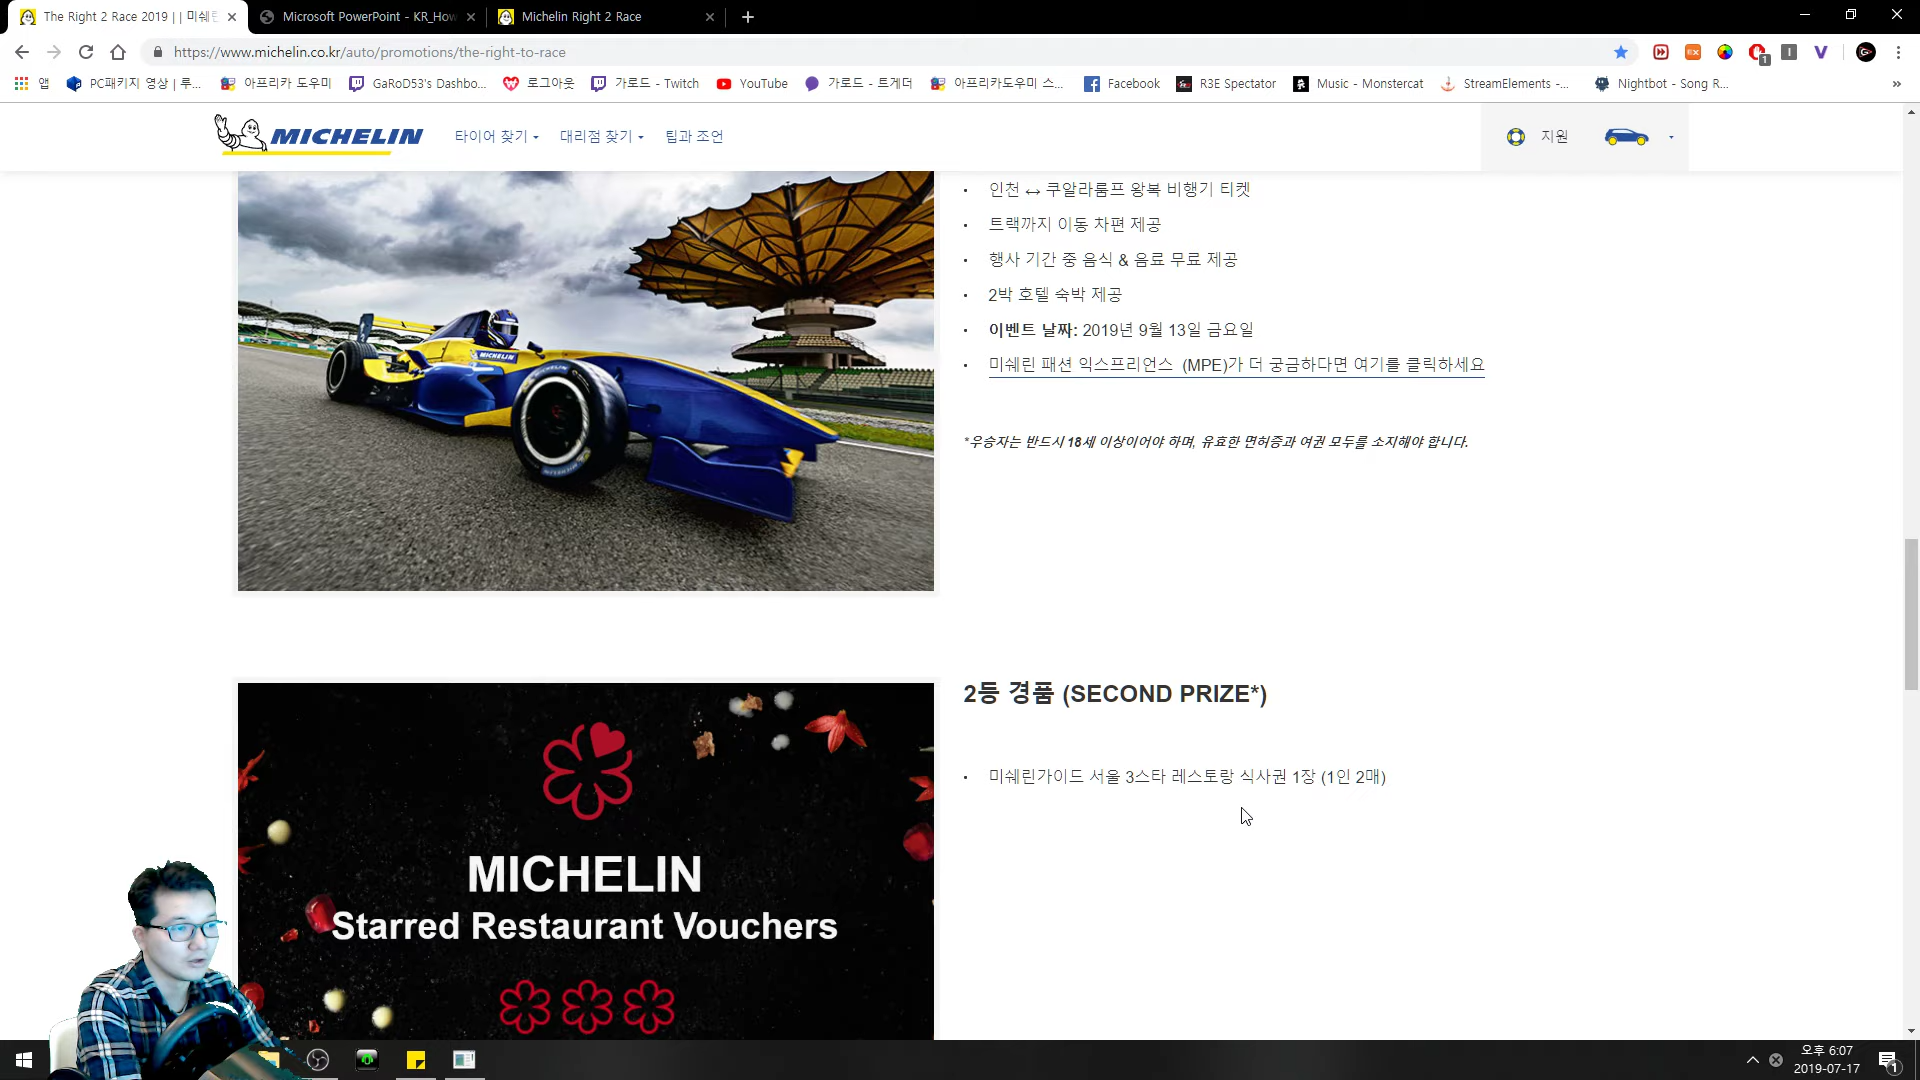 The Right 2 Race 2019 | | 미쉐린
Microsoft PowerPoint - KR_How
Michelin Right 2 Race
https://www.michelin.co.kr/auto/promotions/the-right-to-race
앱
PC패키지 영상 | 루...
아프리카 도우미
GaRoD53's Dashbo...
로그아웃
가로드 - Twitch
YouTube
가로드 - 트게더
아프리카도우미 스...
Facebook
R3E Spectator
Music - Monstercat
StreamElements -...
Nightbot - Song R...
MICHELIN
타이어 찾기
대리점 찾기
팁과 조언
지원
• 인천 ↔ 쿠알라룸프 왕복 비행기 티켓
• 트랙까지 이동 차편 제공
• 행사 기간 중 음식 & 음료 무료 제공
• 2박 호텔 숙박 제공
• 이벤트 날짜: 2019년 9월 13일 금요일
• 미쉐린 패션 익스프리언스 (MPE)가 더 궁금하다면 여기를 클릭하세요
*우승자는 반드시 18세 이상이어야 하며, 유효한 면허증과 여권 모두를 소지해야 합니다.
MICHELIN
2등 경품 (SECOND PRIZE*)
• 미쉐린가이드 서울 3스타 레스토랑 식사권 1장 (1인 2매)
MICHELIN
Starred Restaurant Vouchers
오후 6:07
2019-07-17
1